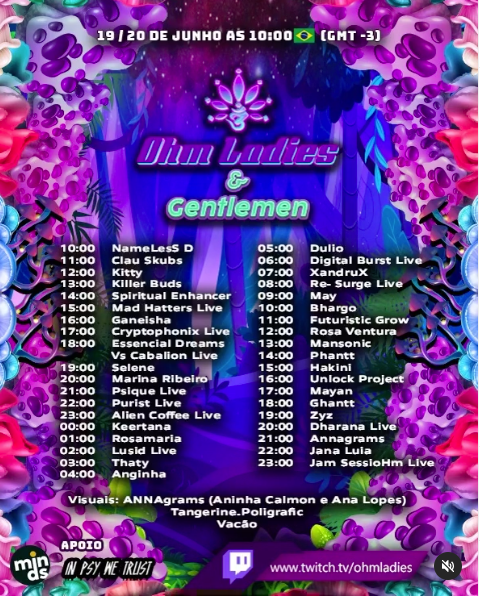 19/20 DE JUNHO AS 10:00 (GMT -3)
Ohm Ladies
&
Gentlemen
10:00 NameLesS D
11:00 Clau Skubs
12:00 Kitty
13:00 Killer Buds
14:00 Spiritual Enhancer
15:00 Mad Hatters Live
16:00 Ganeisha
17:00 Cryptophonix Live
18:00 Essencial Dreams
Vs Cabalion Live
19:00 Selene
20:00 Marina Ribeiro
21:00 Psique Live
22:00 Purist Live
23:00 Alien Coffee Live
00:00 Keertana
01:00 Rosamaria
02:00 Lusid Live
03:00 Thaty
04:00 Anginha
05:00 Dulio
06:00 Digital Burst Live
07:00 XandruX
08:00 Re- Surge Live
09:00 May
10:00 Bhargo
11:00 Futuristic Grow
12:00 Rosa Ventura
13:00 Mansonic
14:00 Phantt
15:00 Hakini
16:00 Unlock Project
17:00 Mayan
18:00 Ghantt
19:00 Zyz
20:00 Dharana Live
21:00 Annagrams
22:00 Jana Luia
23:00 Jam SessioHm Live
Visuais: ANNAgrams (Aninha Calmon e Ana Lopes)
Tangerine.Poligrafic
Vacão
APOIO
minds
IN PSY WE TRUST
www.twitch.tv/ohmladies